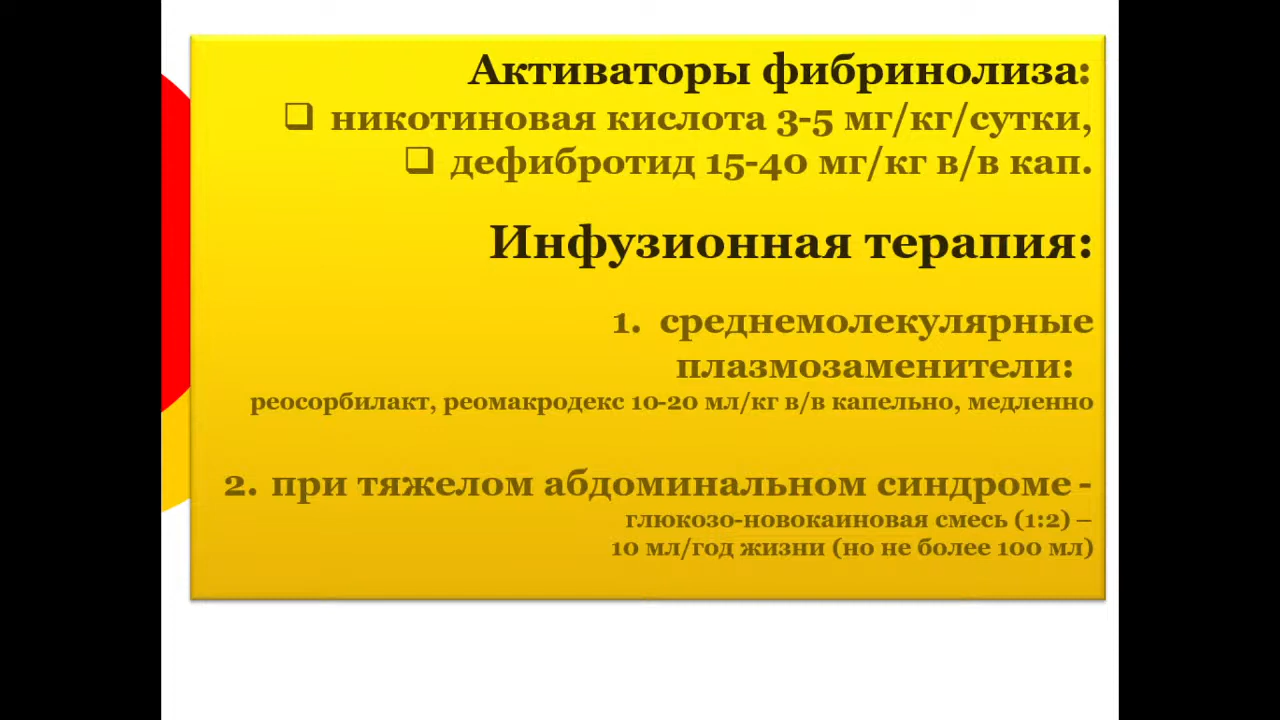 Активаторы фибринолиза:
❑ никотиновая кислота 3-5 мг/кг/сутки,
❑ дефибротид 15-40 мг/кг в/в кап.
Инфузионная терапия:
1. среднемолекулярные
плазмозаменители:
реосорбилакт, реомакродекс 10-20 мл/кг в/в капельно, медленно
2. при тяжелом абдоминальном синдроме -
глюкозо-новокаиновая смесь (1:2) –
10 мл/год жизни (но не более 100 мл)